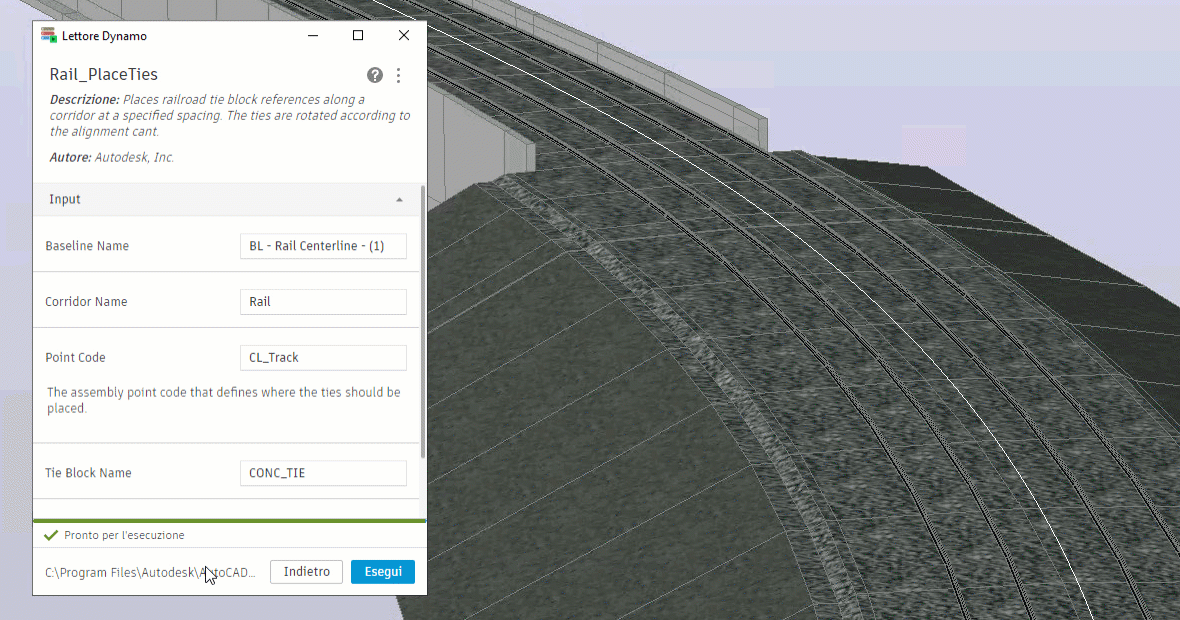 Lettore Dynamo
Rail_PlaceTies
Descrizione: Places railroad tie block references along a
corridor at a specified spacing. The ties are rotated according to
the alignment cant.
Autore: Autodesk, Inc.
Input
Baseline Name
BL - Rail Centerline - (1)
Corridor Name
Rail
Point Code
CL_Track
The assembly point code that defines where the ties should be
placed.
Tie Block Name
CONC_TIE
Pronto per l'esecuzione
C:\Program Files\Autodesk\AutoCAD...
Indietro
Esegui